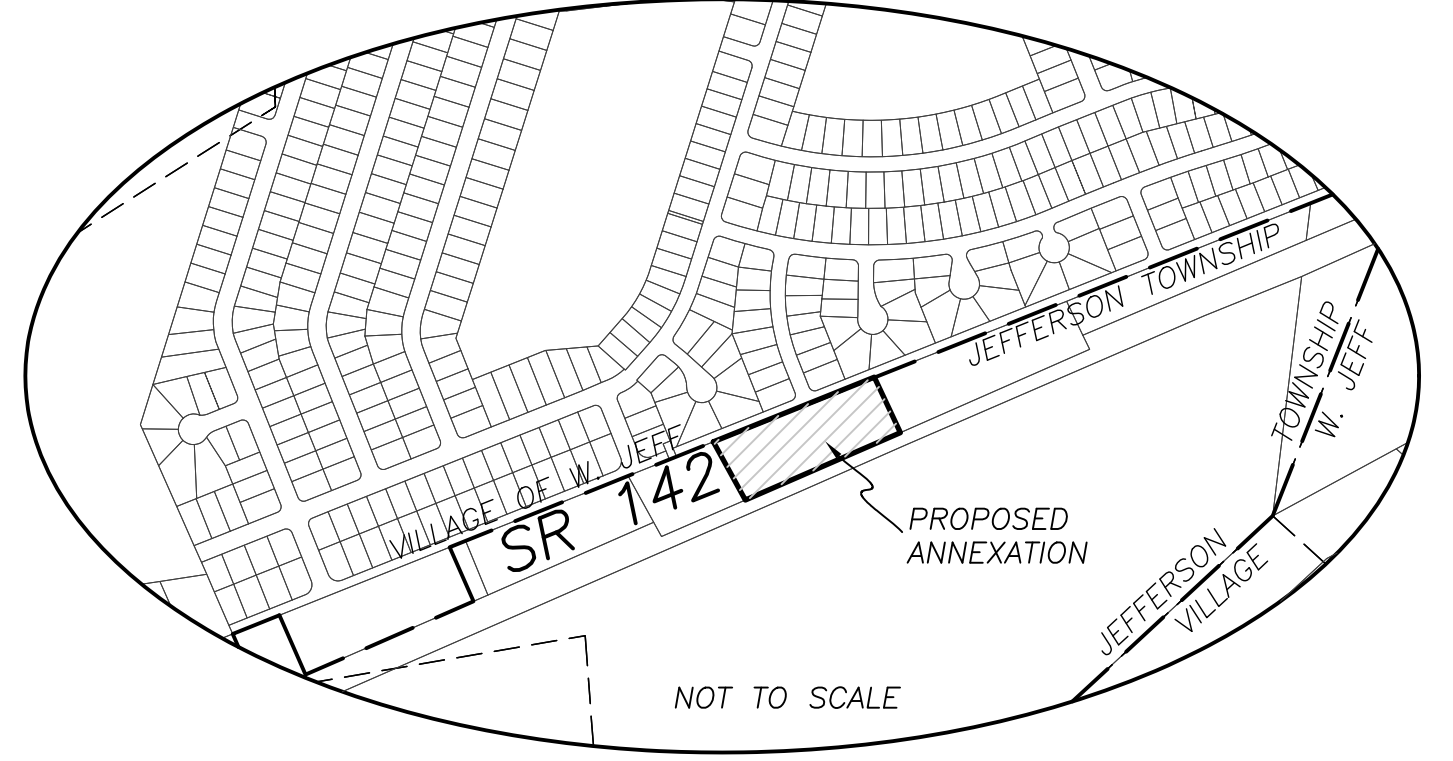 JEFFERSON TOWNSHIP
TOWNSHIP
W. JEFF
VILLAGE OF W. JEFF
SR 142
PROPOSED
ANNEXATION
JEFFERSON
VILLAGE
NOT TO SCALE